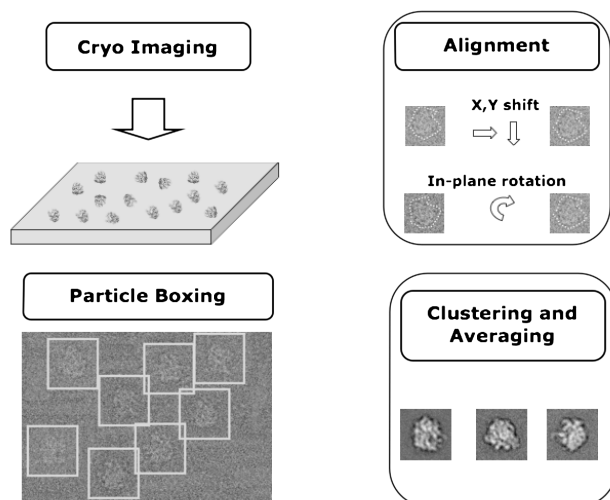 Cryo Imaging
Alignment
X,Y shift
In-plane rotation
Particle Boxing
Clustering and
Averaging